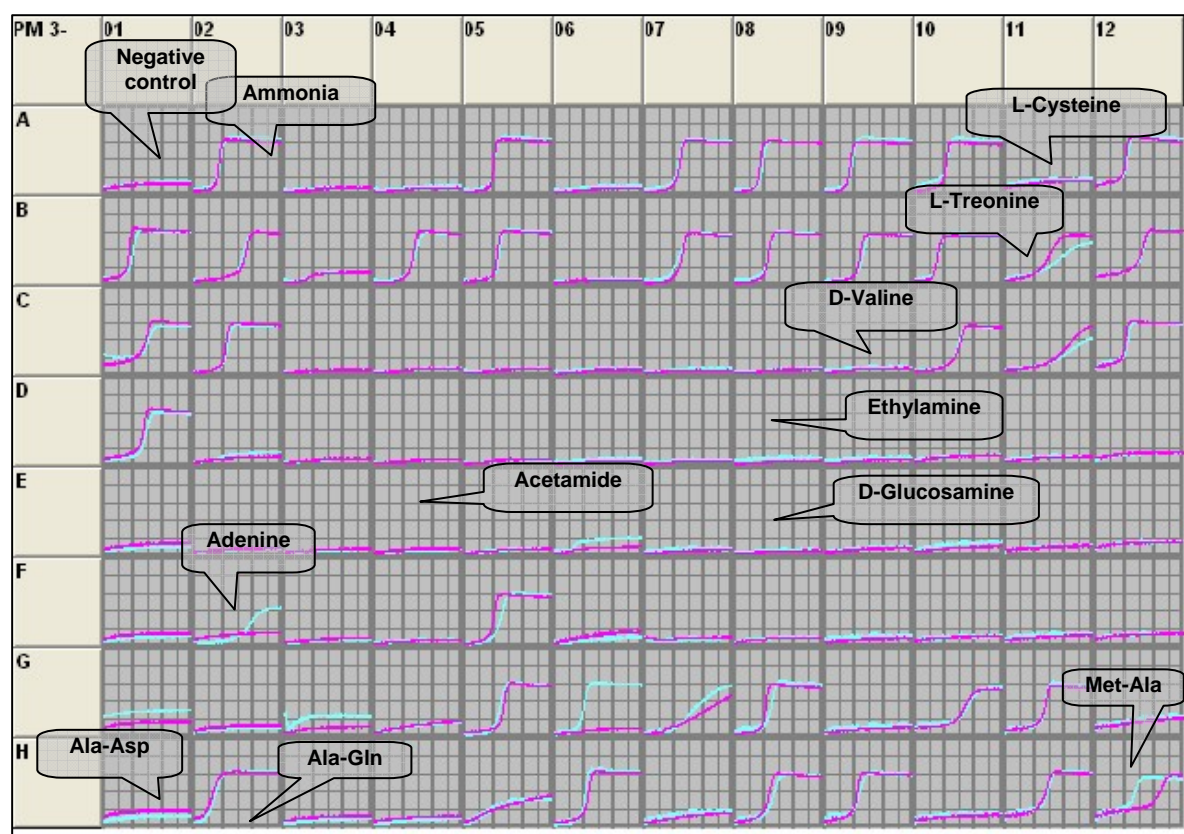 PM 3- 01 02 03 04 05 06 07 08 09 10 11 12
Negative
control
Ammonia
L-Cysteine
A
L-Treonine
B
D-Valine
C
Ethylamine
D
Acetamide
D-Glucosamine
E
Adenine
F
G
Met-Ala
Ala-Asp
Ala-Gln
H